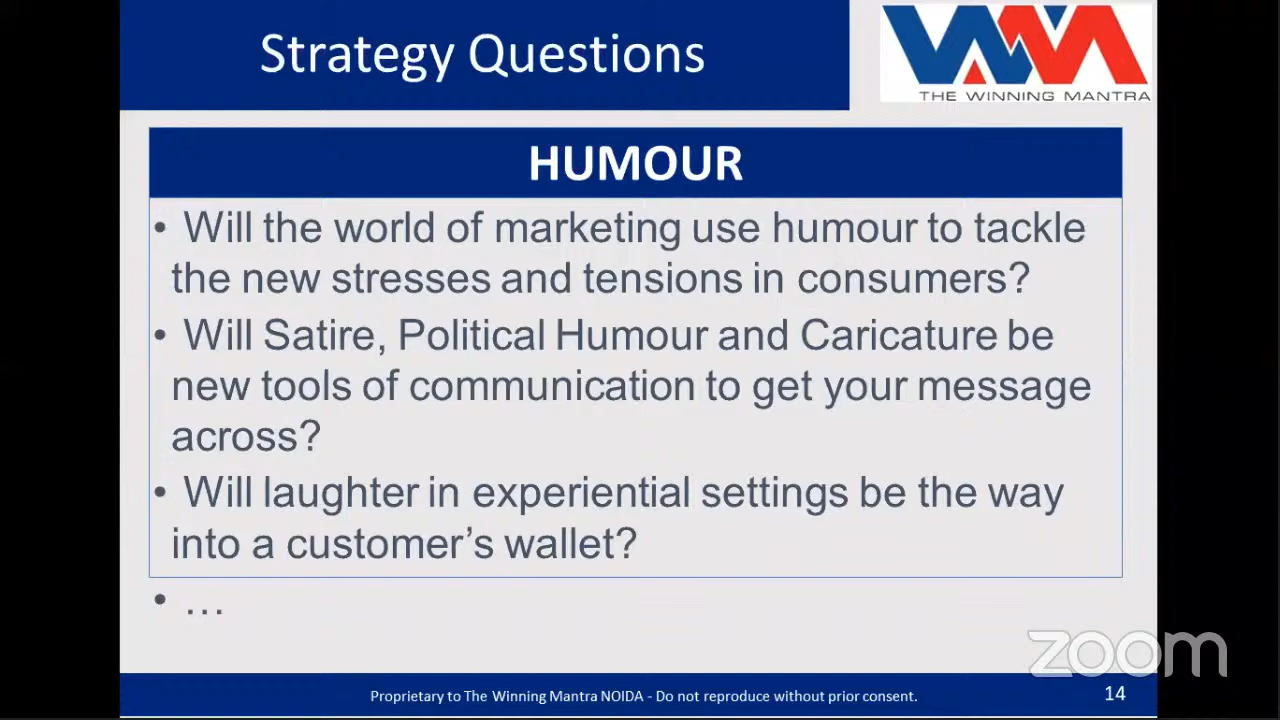 Strategy Questions
THE WINNING MANTRA
HUMOUR
• Will the world of marketing use humour to tackle
the new stresses and tensions in consumers?
• Will Satire, Political Humour and Caricature be
new tools of communication to get your message
across?
• Will laughter in experiential settings be the way
into a customer’s wallet?
• …
zoom
Proprietary to The Winning Mantra NOIDA - Do not reproduce without prior consent.
14